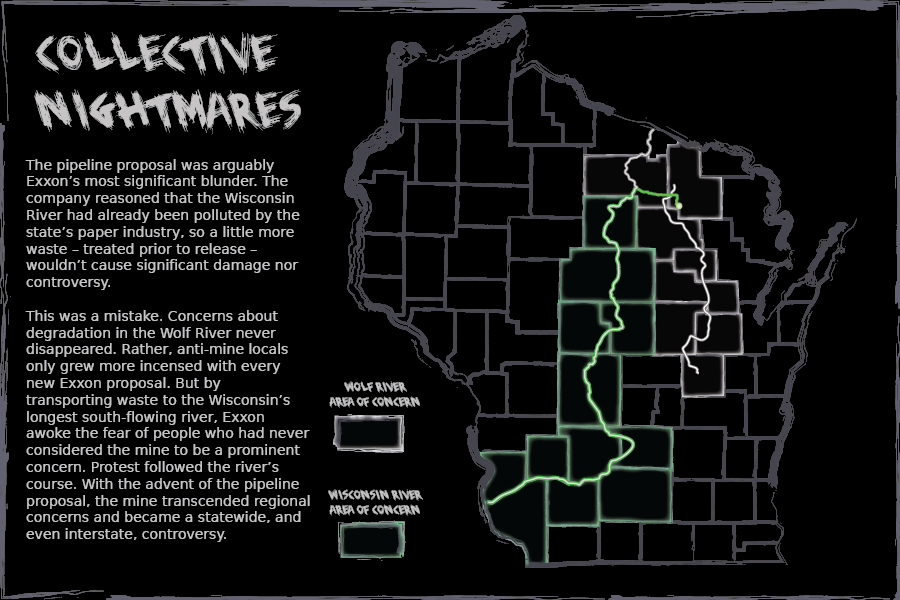 COLLECTIVE
NIGHTMARES
The pipeline proposal was arguably
Exxon’s most significant blunder. The
company reasoned that the Wisconsin
River had already been polluted by the
state’s paper industry, so a little more
waste – treated prior to release –
wouldn’t cause significant damage nor
controversy.
This was a mistake. Concerns about
degradation in the Wolf River never
disappeared. Rather, anti-mine locals
only grew more incensed with every
new Exxon proposal. But by
transporting waste to the Wisconsin’s
longest south-flowing river, Exxon
awoke the fear of people who had never
considered the mine to be a prominent
concern. Protest followed the river’s
course. With the advent of the pipeline
proposal, the mine transcended regional
concerns and became a statewide, and
even interstate, controversy.
WOLF RIVER
AREA OF CONCERN
WISCONSIN RIVER
AREA OF CONCERN